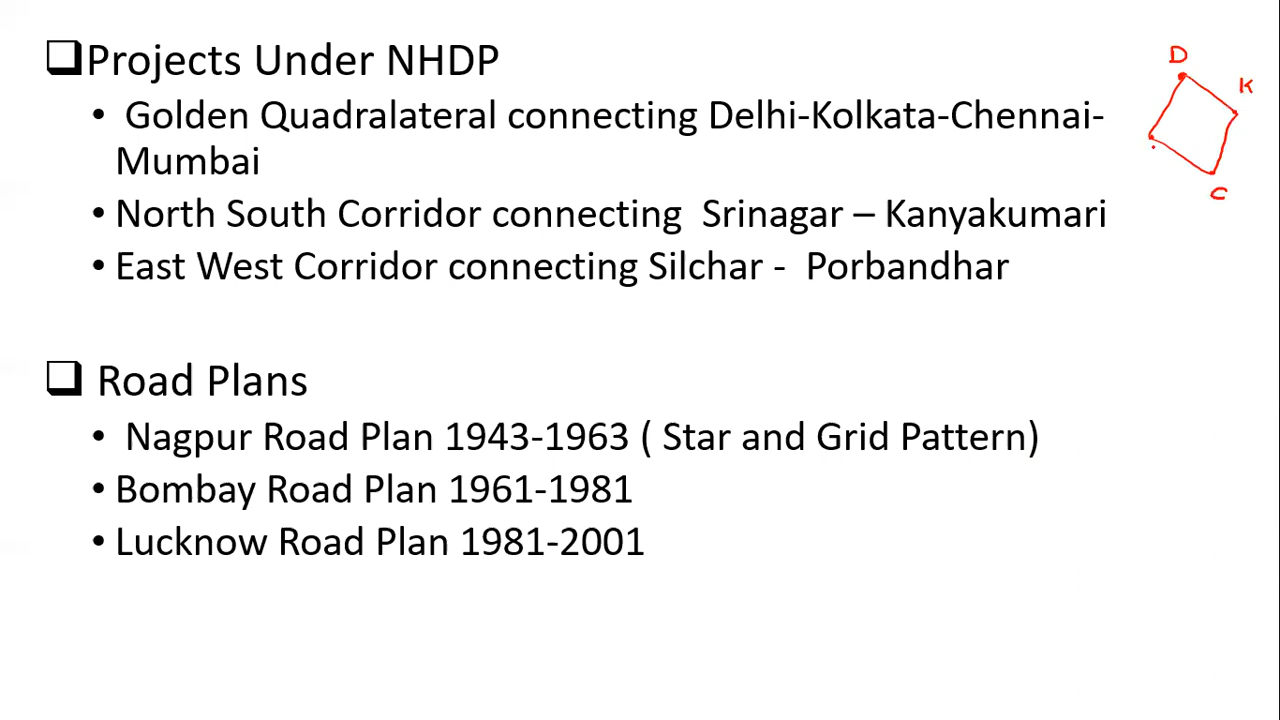 Projects Under NHDP
• Golden Quadralateral connecting Delhi-Kolkata-Chennai-
Mumbai
• North South Corridor connecting Srinagar – Kanyakumari
• East West Corridor connecting Silchar - Porbandhar
Road Plans
• Nagpur Road Plan 1943-1963 ( Star and Grid Pattern)
• Bombay Road Plan 1961-1981
• Lucknow Road Plan 1981-2001
D
K
C